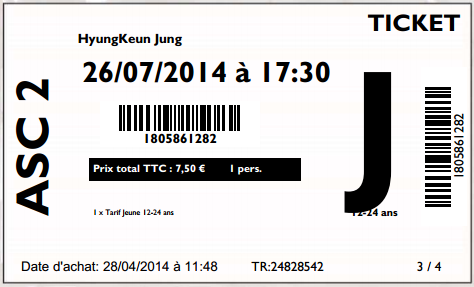 TICKET
HyungKeun Jung
26/07/2014 à 17:30
ASC 2
1805861282
1805861282
Prix total TTC : 7,50 € 1 pers.
J
1 x Tarif Jeune 12-24 ans
12-24 ans
Date d'achat: 28/04/2014 à 11:48 TR:24828542 3 / 4